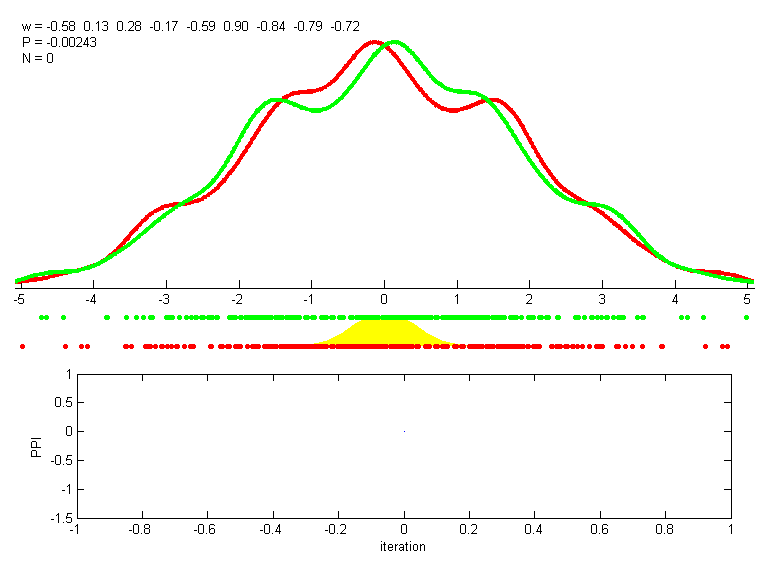 w = -0.58 0.13 0.28 -0.17 -0.59 0.90 -0.84 -0.79 -0.72
P = -0.00243
N = 0
-5 -4 -3 -2 -1 0 1 2 3 4 5
1
0.5
0
-0.5
-1
-1.5
PPI
-1 -0.8 -0.6 -0.4 -0.2 0 0.2 0.4 0.6 0.8 1
iteration